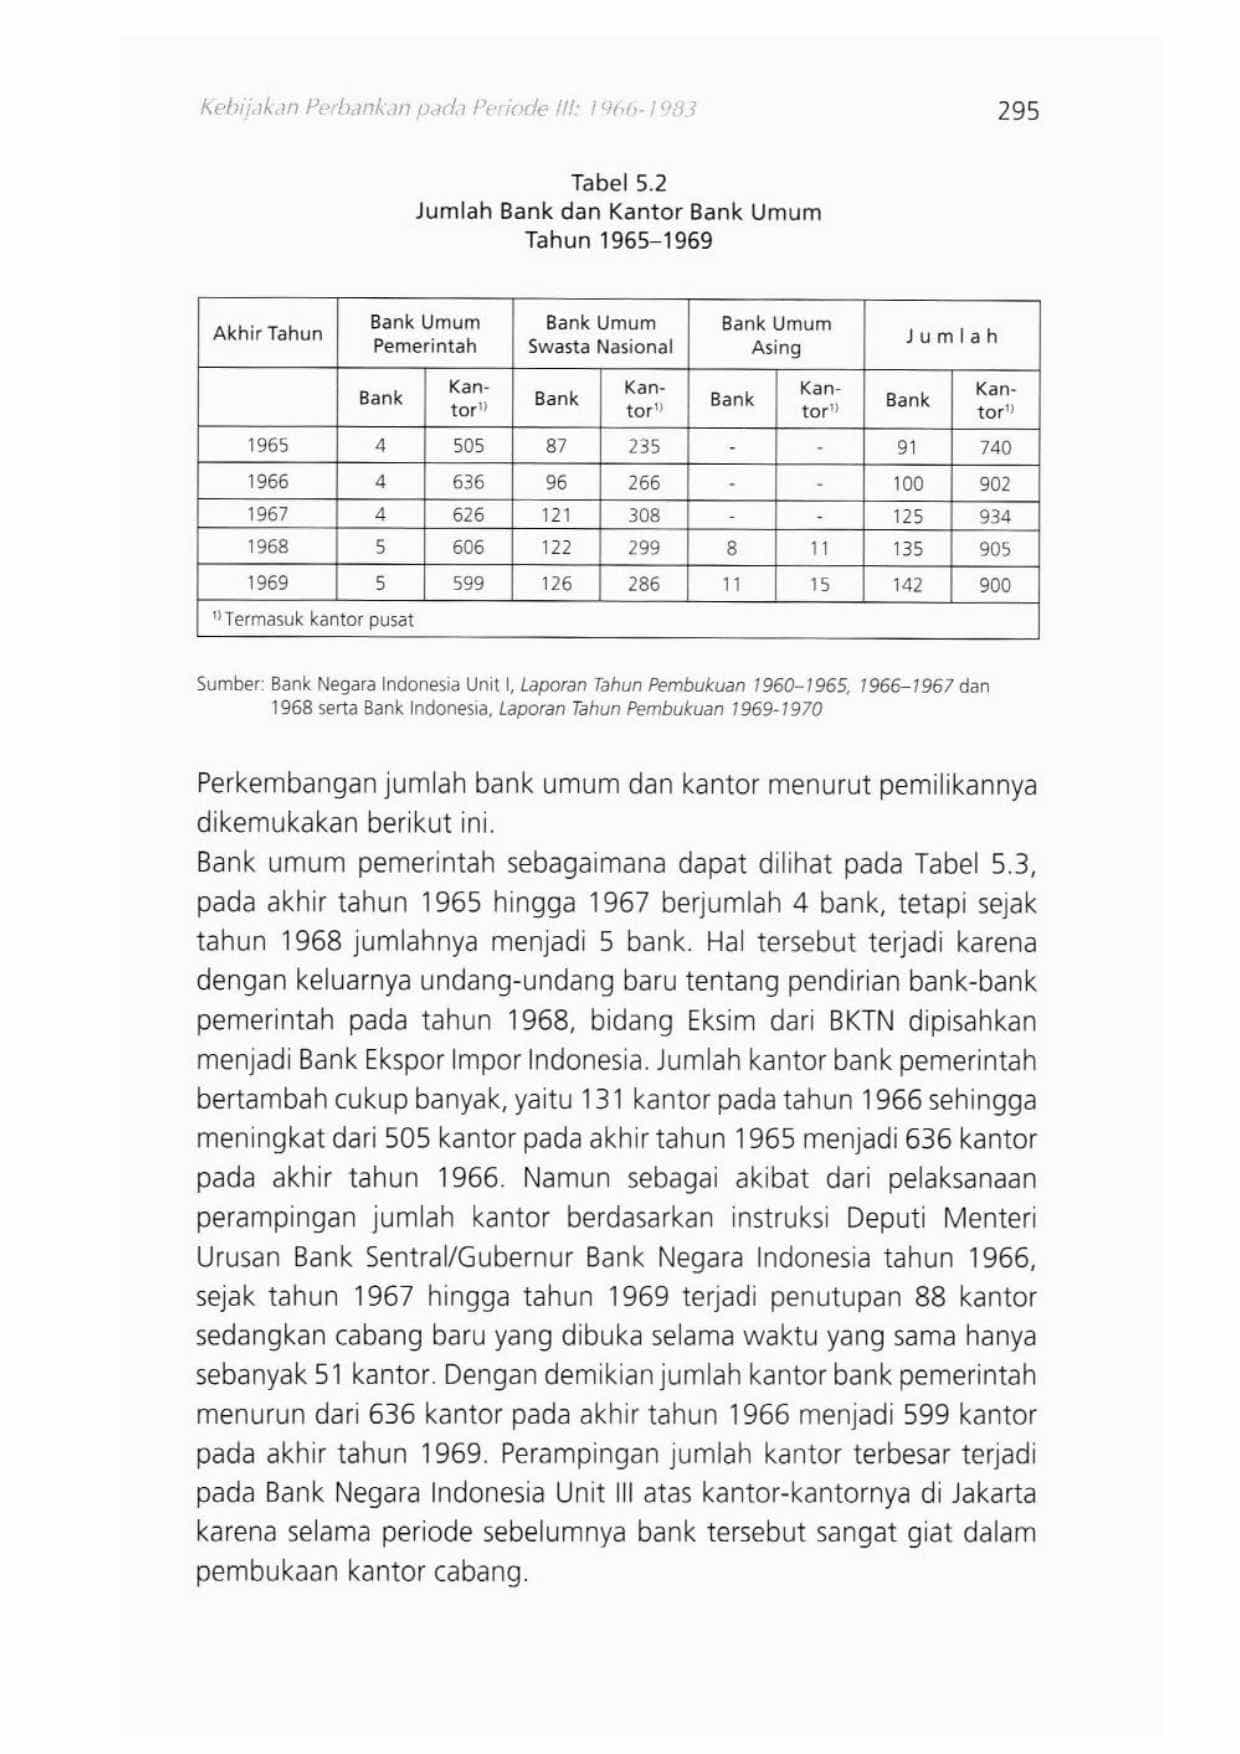 Kebijakan Perbankan pada Periode III: 1966-1983 295
Tabel 5.2
Jumlah Bank dan Kantor Bank Umum
Tahun 1965–1969
Akhir Tahun Bank Umum Pemerintah Bank Umum Swasta Nasional Bank Umum Asing J u m l a h
Bank Kan-tor¹⁾ Bank Kan-tor¹⁾ Bank Kan-tor¹⁾ Bank Kan-tor¹⁾
1965 4 505 87 235 - - 91 740
1966 4 636 96 266 - - 100 902
1967 4 626 121 308 - - 125 934
1968 5 606 122 299 8 11 135 905
1969 5 599 126 286 11 15 142 900
¹⁾ Termasuk kantor pusat
Sumber: Bank Negara Indonesia Unit I, Laporan Tahun Pembukuan 1960–1965, 1966–1967 dan
1968 serta Bank Indonesia, Laporan Tahun Pembukuan 1969-1970
Perkembangan jumlah bank umum dan kantor menurut pemilikannya
dikemukakan berikut ini.
Bank umum pemerintah sebagaimana dapat dilihat pada Tabel 5.3,
pada akhir tahun 1965 hingga 1967 berjumlah 4 bank, tetapi sejak
tahun 1968 jumlahnya menjadi 5 bank. Hal tersebut terjadi karena
dengan keluarnya undang-undang baru tentang pendirian bank-bank
pemerintah pada tahun 1968, bidang Eksim dari BKTN dipisahkan
menjadi Bank Ekspor Impor Indonesia. Jumlah kantor bank pemerintah
bertambah cukup banyak, yaitu 131 kantor pada tahun 1966 sehingga
meningkat dari 505 kantor pada akhir tahun 1965 menjadi 636 kantor
pada akhir tahun 1966. Namun sebagai akibat dari pelaksanaan
perampingan jumlah kantor berdasarkan instruksi Deputi Menteri
Urusan Bank Sentral/Gubernur Bank Negara Indonesia tahun 1966,
sejak tahun 1967 hingga tahun 1969 terjadi penutupan 88 kantor
sedangkan cabang baru yang dibuka selama waktu yang sama hanya
sebanyak 51 kantor. Dengan demikian jumlah kantor bank pemerintah
menurun dari 636 kantor pada akhir tahun 1966 menjadi 599 kantor
pada akhir tahun 1969. Perampingan jumlah kantor terbesar terjadi
pada Bank Negara Indonesia Unit III atas kantor-kantornya di Jakarta
karena selama periode sebelumnya bank tersebut sangat giat dalam
pembukaan kantor cabang.